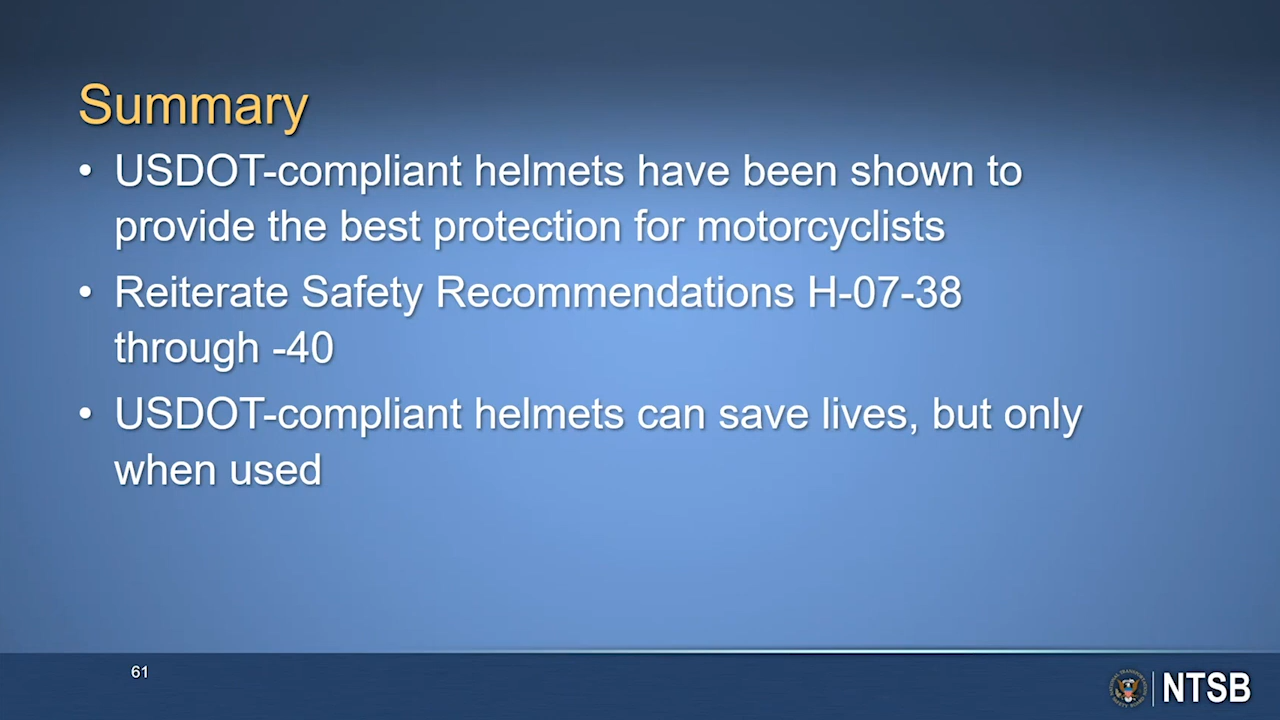 Summary
• USDOT-compliant helmets have been shown to
provide the best protection for motorcyclists
• Reiterate Safety Recommendations H-07-38
through -40
• USDOT-compliant helmets can save lives, but only
when used
61
NTSB